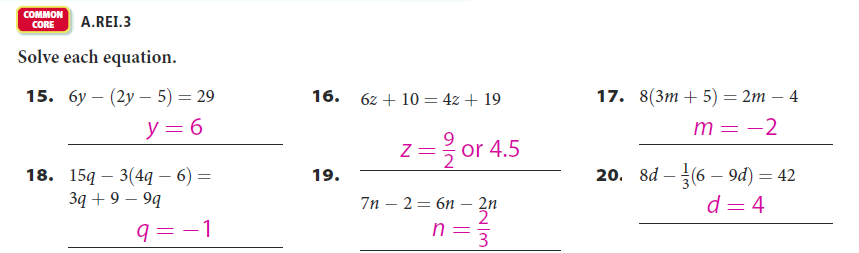 COMMON CORE A.REI.3
Solve each equation.
15. 6y – (2y – 5) = 29
y = 6
16. 6z + 10 = 4z + 19
z = 9/2 or 4.5
17. 8(3m + 5) = 2m – 4
m = –2
18. 15q – 3(4q – 6) =
3q + 9 – 9q
q = –1
19.
7n – 2 = 6n – 2n
n = 2/3
20. 8d – 1/3(6 – 9d) = 42
d = 4